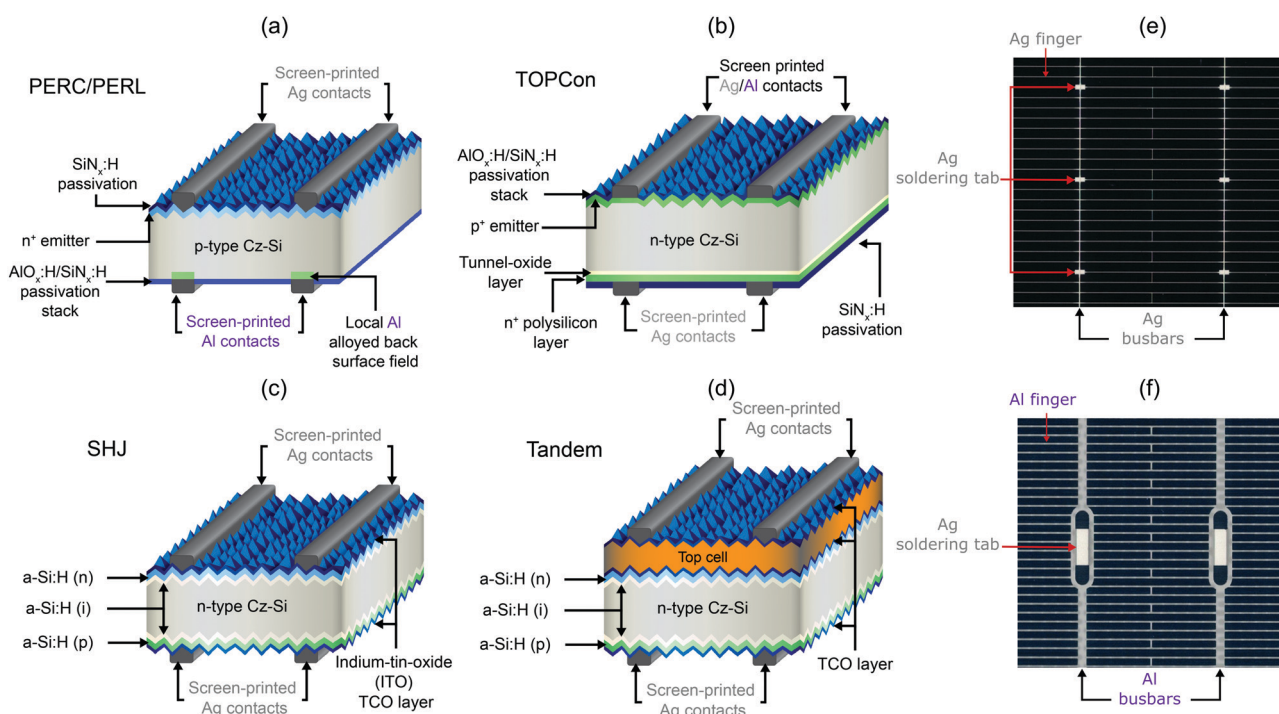 (a)
PERC/PERL
Screen-printed
Ag contacts
SiNₓ:H
passivation
n⁺ emitter
p-type Cz-Si
AlOₓ:H/SiNₓ:H
passivation
stack
Screen-printed
Al contacts
Local Al
alloyed back
surface field
(b)
TOPCon
Screen printed
Ag/Al contacts
AlOₓ:H/SiNₓ:H
passivation
stack
p⁺ emitter
n-type Cz-Si
Tunnel-oxide
layer
n⁺ polysilicon
layer
Screen-printed
Ag contacts
SiNₓ:H
passivation
(e)
Ag finger
Ag
soldering tab
Ag
busbars
(c)
SHJ
Screen-printed
Ag contacts
a-Si:H (n)
a-Si:H (i)
a-Si:H (p)
n-type Cz-Si
Screen-printed
Ag contacts
Indium-tin-oxide
(ITO)
TCO layer
(d)
Tandem
Screen-printed
Ag contacts
Top cell
a-Si:H (n)
a-Si:H (i)
a-Si:H (p)
n-type Cz-Si
Screen-printed
Ag contacts
TCO layer
(f)
Al finger
Ag
soldering tab
Al
busbars